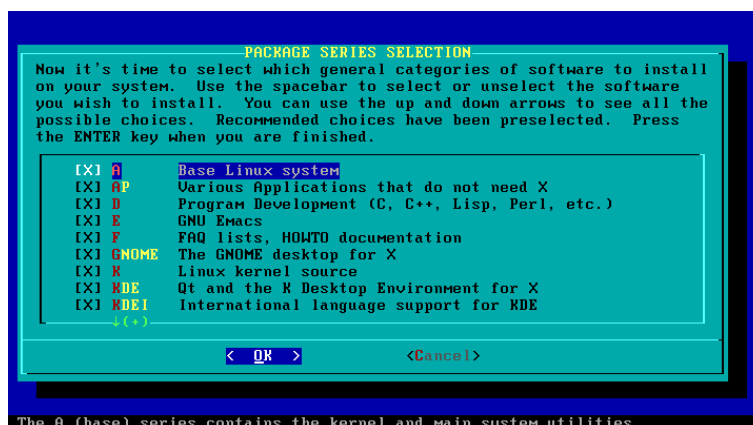 PACKAGE SERIES SELECTION
Now it's time to select which general categories of software to install
on your system.  Use the spacebar to select or unselect the software
you wish to install.  You can use the up and down arrows to see all the
possible choices.  Recommended choices have been preselected.  Press
the ENTER key when you are finished.
[X] A      Base Linux system
[X] AP     Various Applications that do not need X
[X] D      Program Development (C, C++, Lisp, Perl, etc.)
[X] E      GNU Emacs
[X] F      FAQ lists, HOWTO documentation
[X] GNOME  The GNOME desktop for X
[X] K      Linux kernel source
[X] KDE    Qt and the K Desktop Environment for X
[X] KDEI   International language support for KDE
↓(+)
<  OK  >            <Cancel>
The A (base) series contains the kernel and main system utilities.